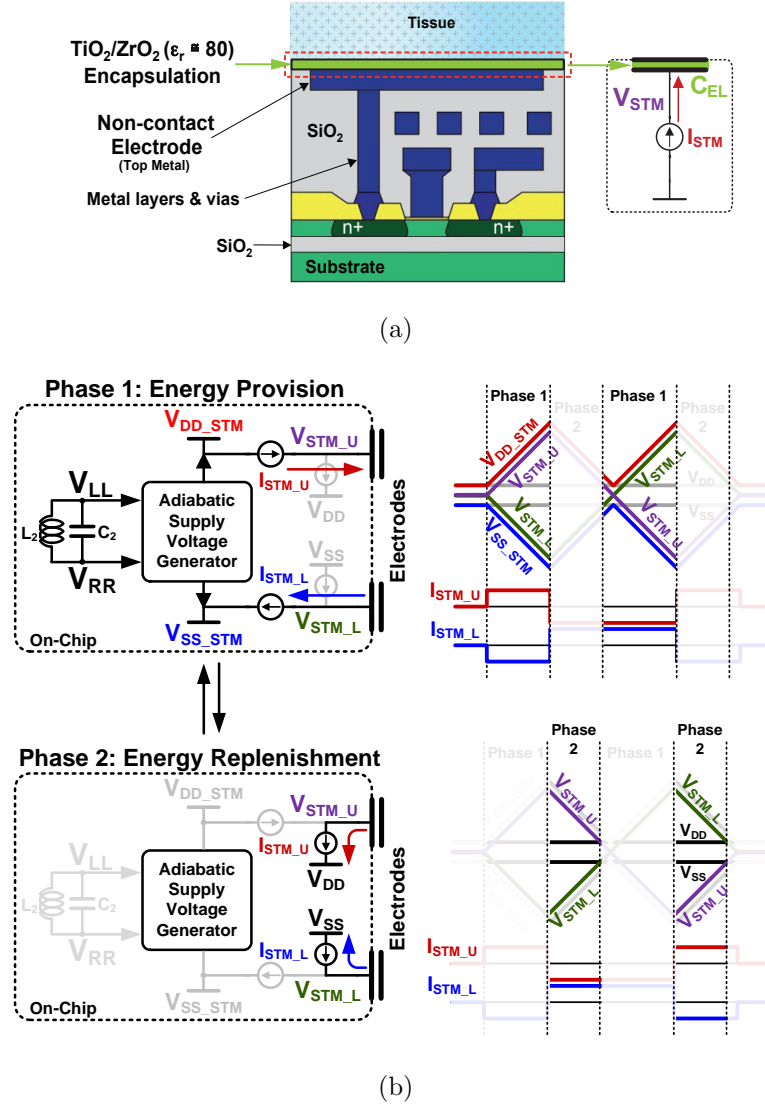 Tissue
TiO2/ZrO2 (εr ≅ 80)
Encapsulation
Non-contact
Electrode
(Top Metal)
Metal layers & vias
SiO2
SiO2
n+
n+
Substrate
VSTM
CEL
ISTM
(a)
Phase 1: Energy Provision
VDD_STM
VSTM_U
ISTM_U
VDD
VLL
L2
C2
VRR
Adiabatic
Supply
Voltage
Generator
VSS
ISTM_L
VSTM_L
VSS_STM
On-Chip
Electrodes
Phase 1
Phase 2
Phase 1
Phase 2
VDD_STM
VSTM_U
VSTM_L
VSS_STM
VSTM_L
VDD
VSS
VSTM_U
ISTM_U
ISTM_L
Phase 2: Energy Replenishment
VDD_STM
VSTM_U
ISTM_U
VDD
VLL
L2
C2
VRR
Adiabatic
Supply
Voltage
Generator
VSS
ISTM_L
VSTM_L
VSS_STM
On-Chip
Electrodes
Phase 1
Phase 2
Phase 1
Phase 2
VSTM_U
VSTM_L
VSTM_L
VDD
VSS
VSTM_U
ISTM_U
ISTM_L
(b)